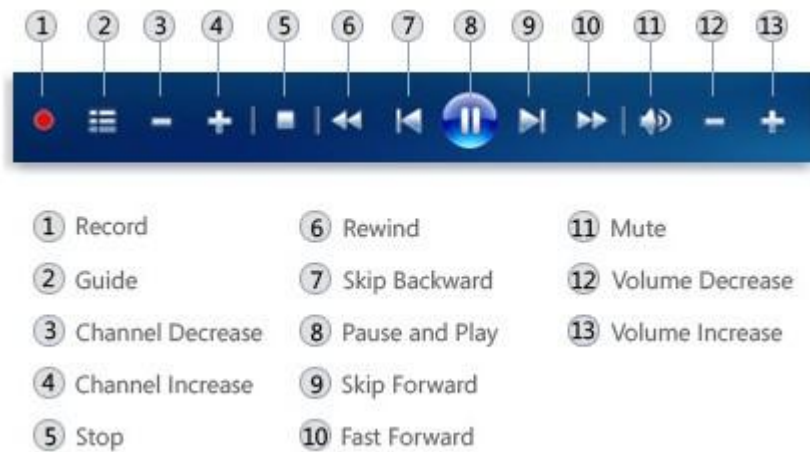 1 2 3 4 5 6 7 8 9 10 11 12 13
1 Record
2 Guide
3 Channel Decrease
4 Channel Increase
5 Stop
6 Rewind
7 Skip Backward
8 Pause and Play
9 Skip Forward
10 Fast Forward
11 Mute
12 Volume Decrease
13 Volume Increase